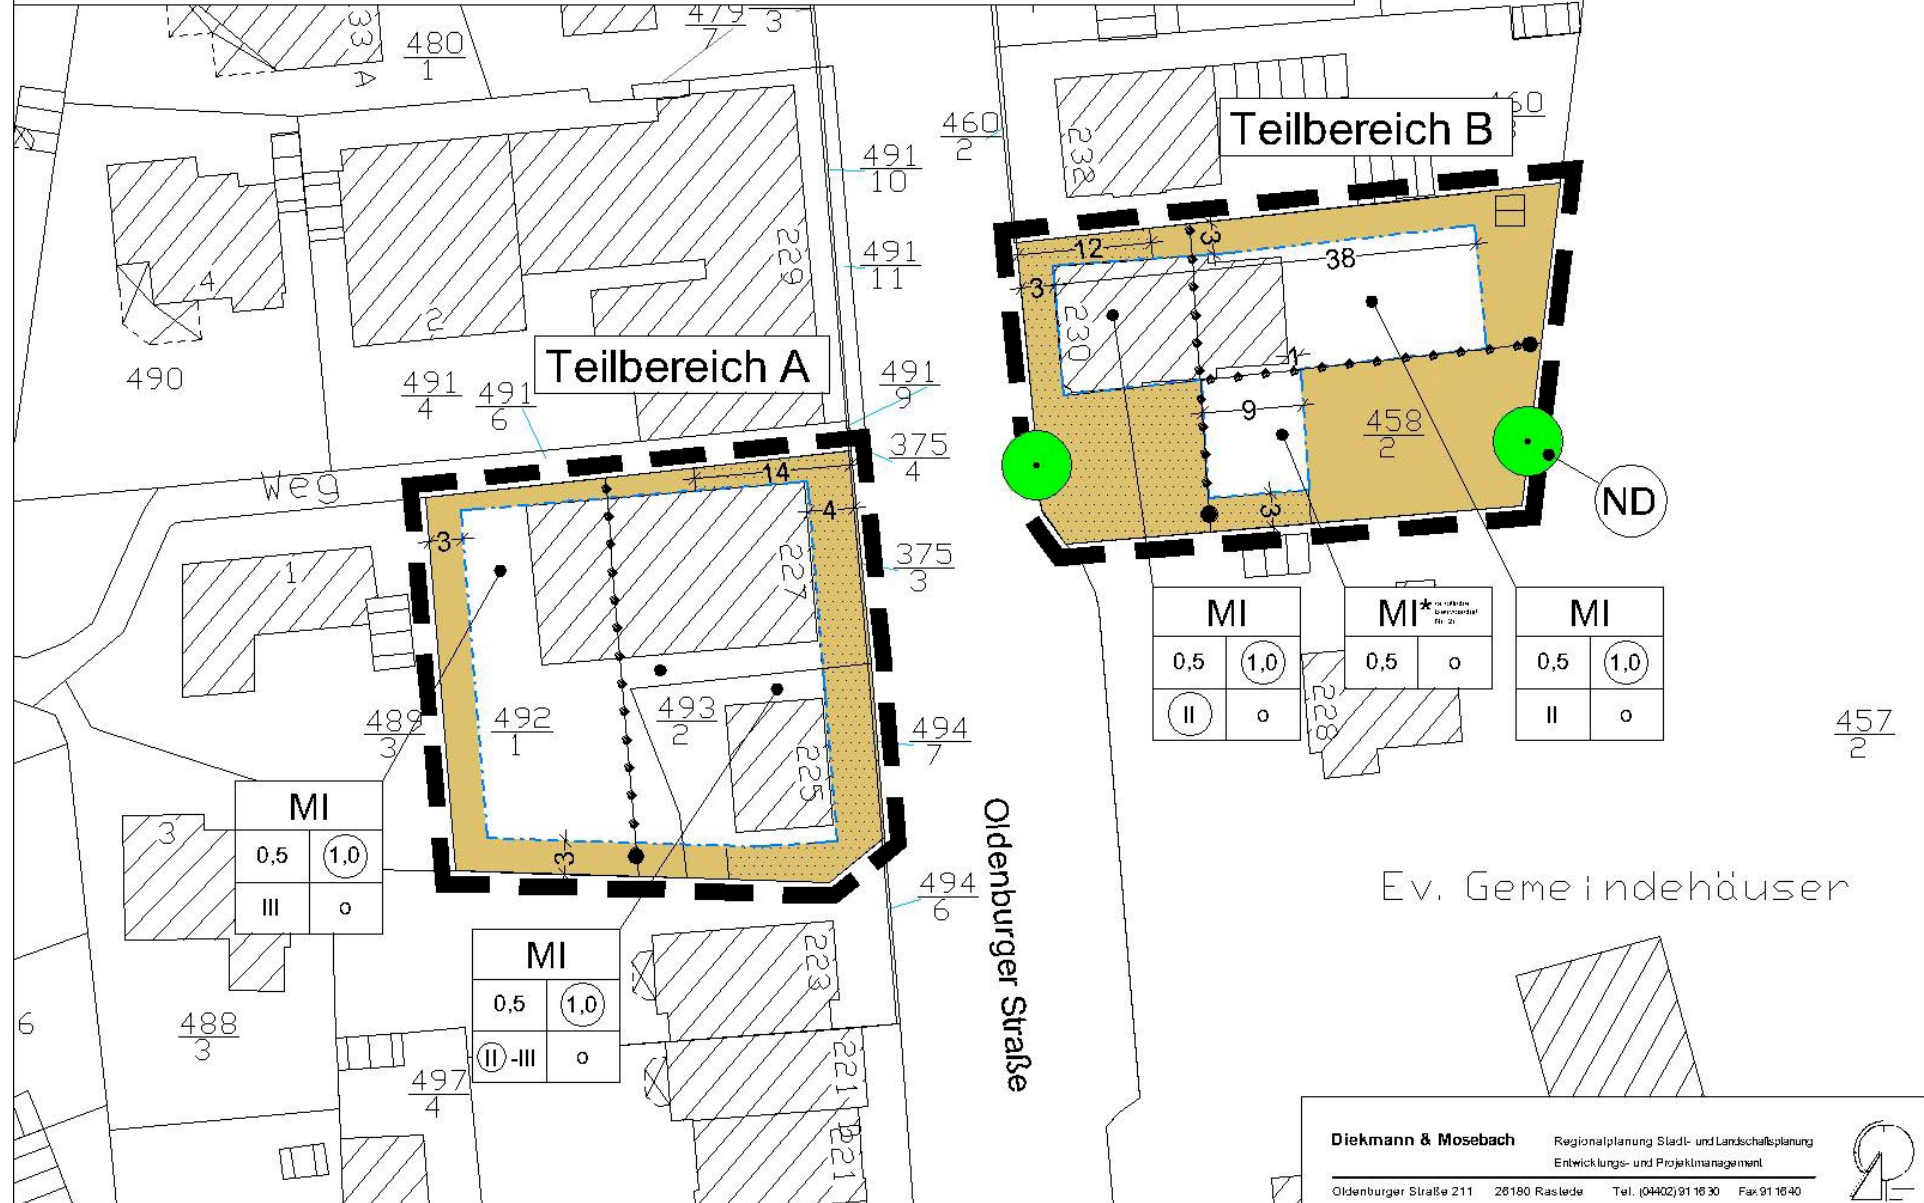 33
A
480
1
479
7
3
460
2
460
232
Teilbereich B
491
10
491
11
229
4
2
490
Teilbereich A
491
4
491
6
491
9
375
4
375
3
Weg
12
3
3
38
230
1
9
3
458
2
ND
14
4
3
227
1
489
3
492
1
493
2
225
3
494
7
494
6
MI
0,5
1,0
II
o
MI*
Nr. 2
0,5
o
MI
0,5
1,0
II
o
228
457
2
3
MI
0,5
1,0
III
o
MI
0,5
1,0
II -III
o
Oldenburger Straße
Ev. Gemeindehäuser
223
221
221
6
488
3
497
4
Diekmann & Mosebach
Regionalplanung Stadt- und Landschaftsplanung
Entwicklungs- und Projektmanagement
Oldenburger Straße 211 26180 Rastede Tel. (04402) 91 16 30 Fax 91 16 40